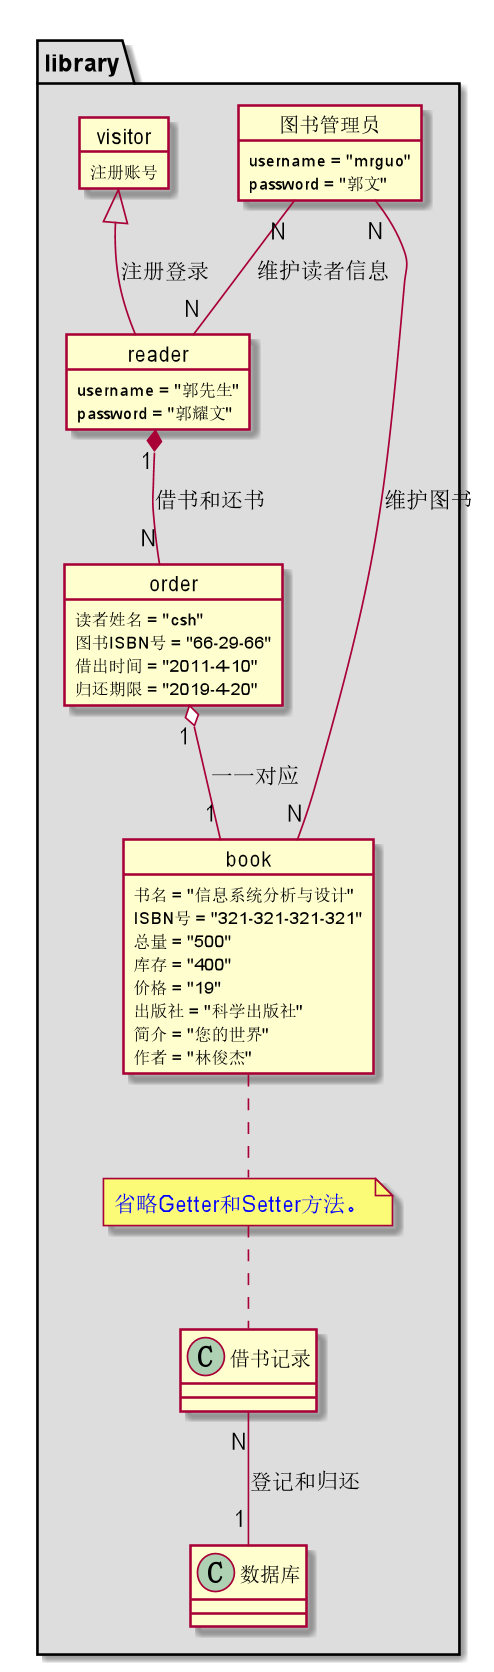 library
visitor
注册账号
图书管理员
username = "mrguo"
password = "郭文"
N
N
注册登录
维护读者信息
N
reader
username = "郭先生"
password = "郭耀文"
1
借书和还书
维护图书
N
order
读者姓名 = "csh"
图书ISBN号 = "66-29-66"
借出时间 = "2011-4-10"
归还期限 = "2019-4-20"
1
一一对应
1
N
book
书名 = "信息系统分析与设计"
ISBN号 = "321-321-321-321"
总量 = "500"
库存 = "400"
价格 = "19"
出版社 = "科学出版社"
简介 = "您的世界"
作者 = "林俊杰"
省略Getter和Setter方法。
C 借书记录
N
登记和归还
1
C 数据库